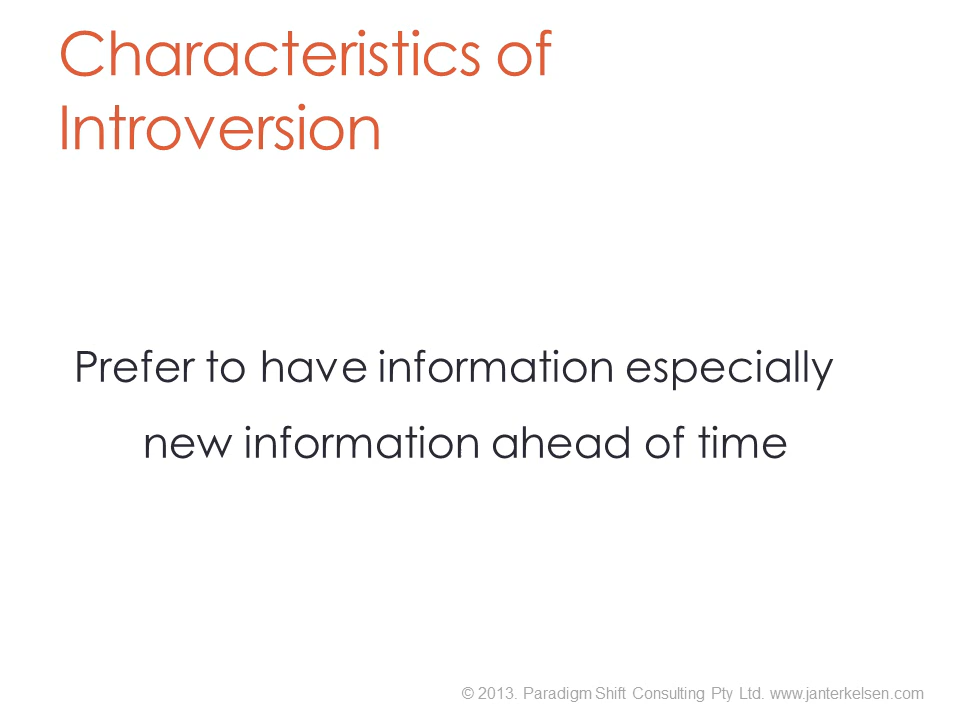 Characteristics of
Introversion
Prefer to have information especially
new information ahead of time
© 2013. Paradigm Shift Consulting Pty Ltd. www.janterkelsen.com